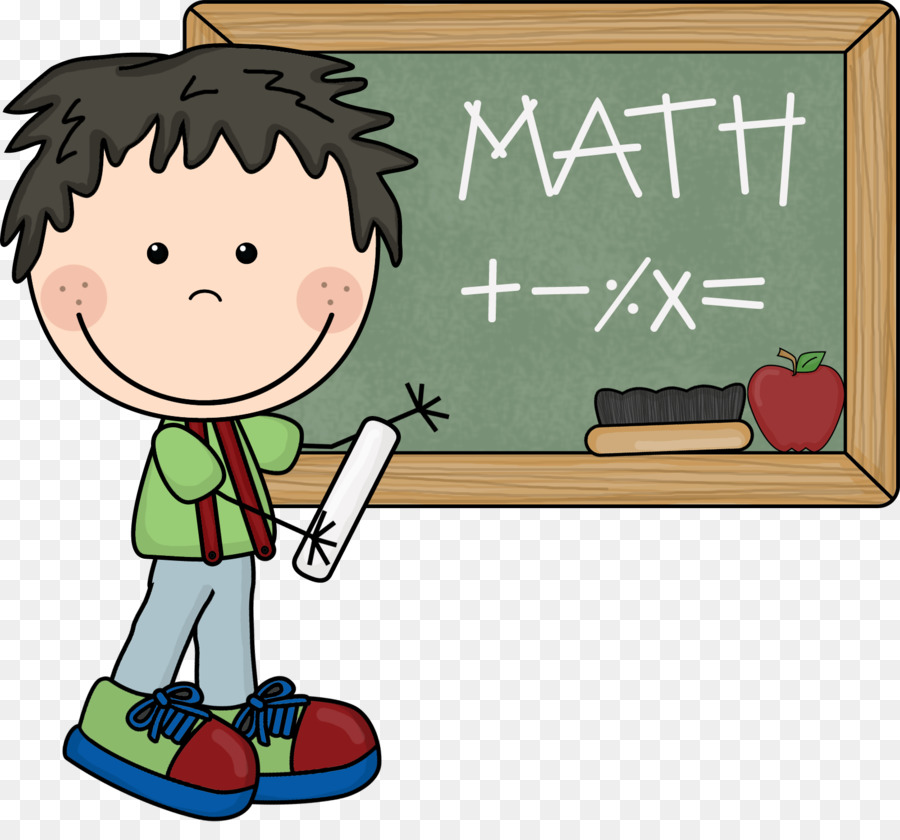 MATH
+ - % x =